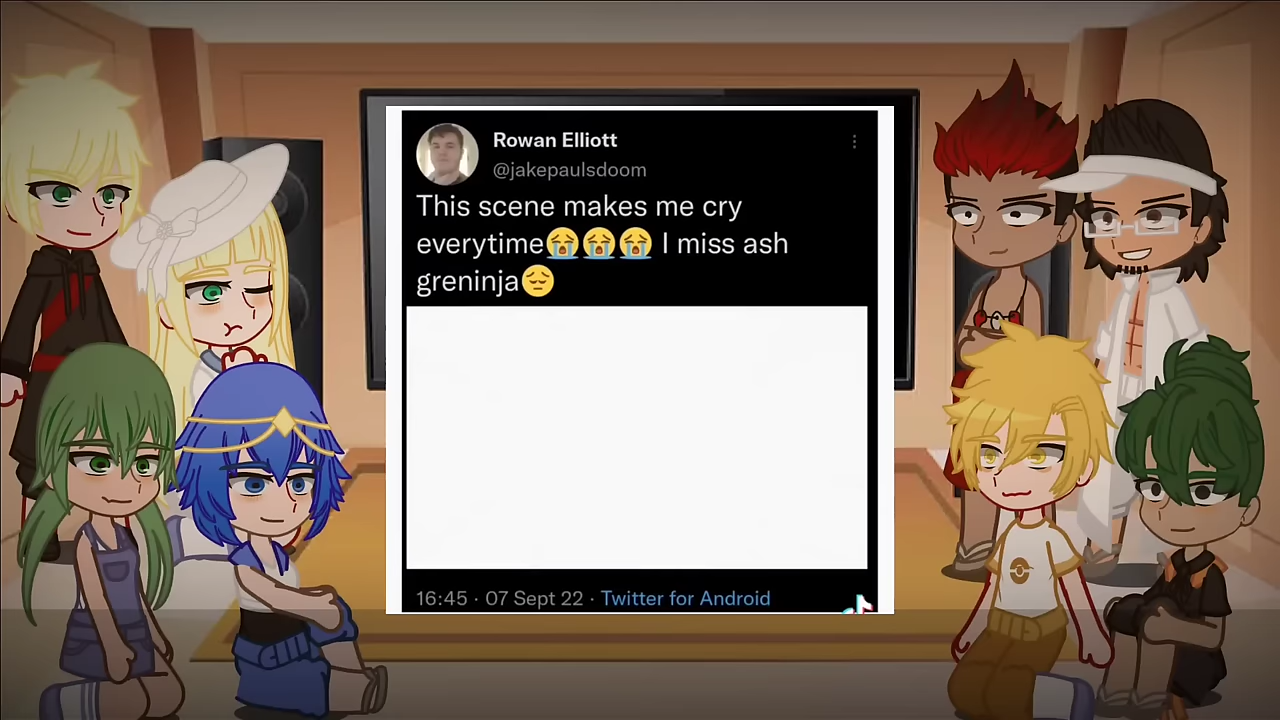 Rowan Elliott
@jakepaulsdoom
This scene makes me cry
everytime😭😭😭 I miss ash
greninja😔
16:45 · 07 Sept 22 · Twitter for Android